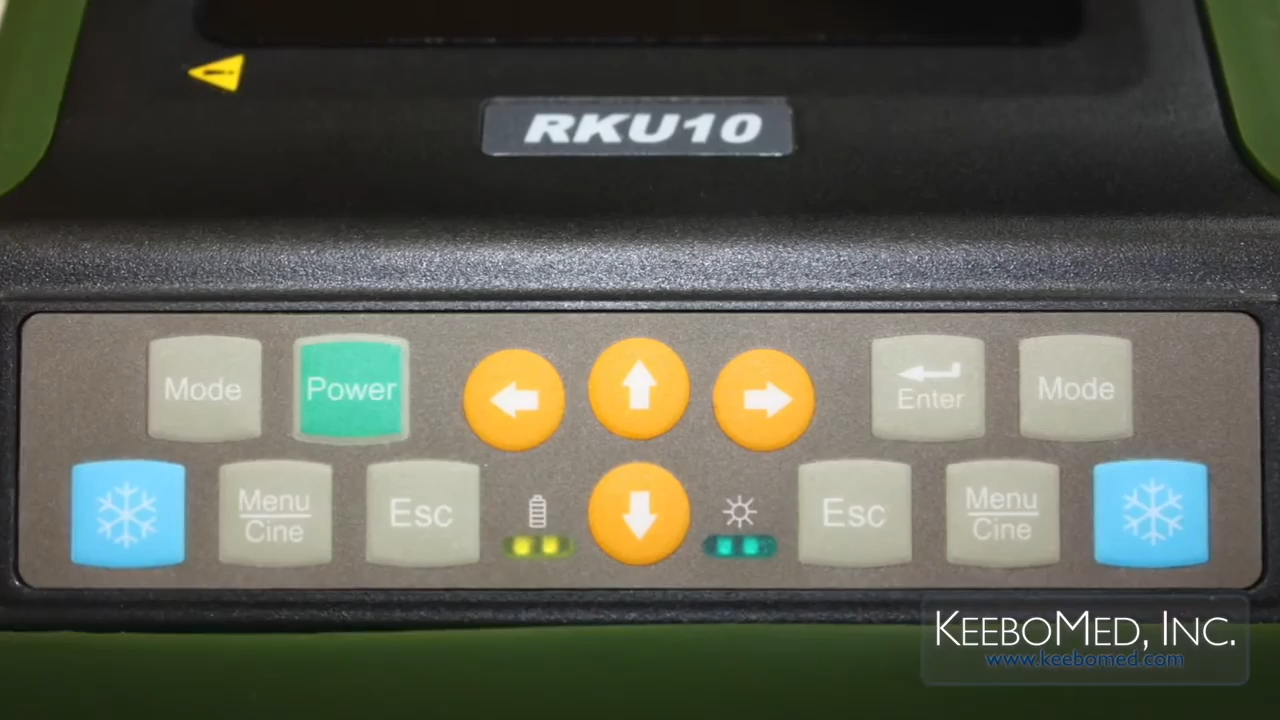 RKU10
Mode
Power
Enter
Mode
Menu
Cine
Esc
Esc
Menu
Cine
KEEBOMED, INC.
www.keebomed.com